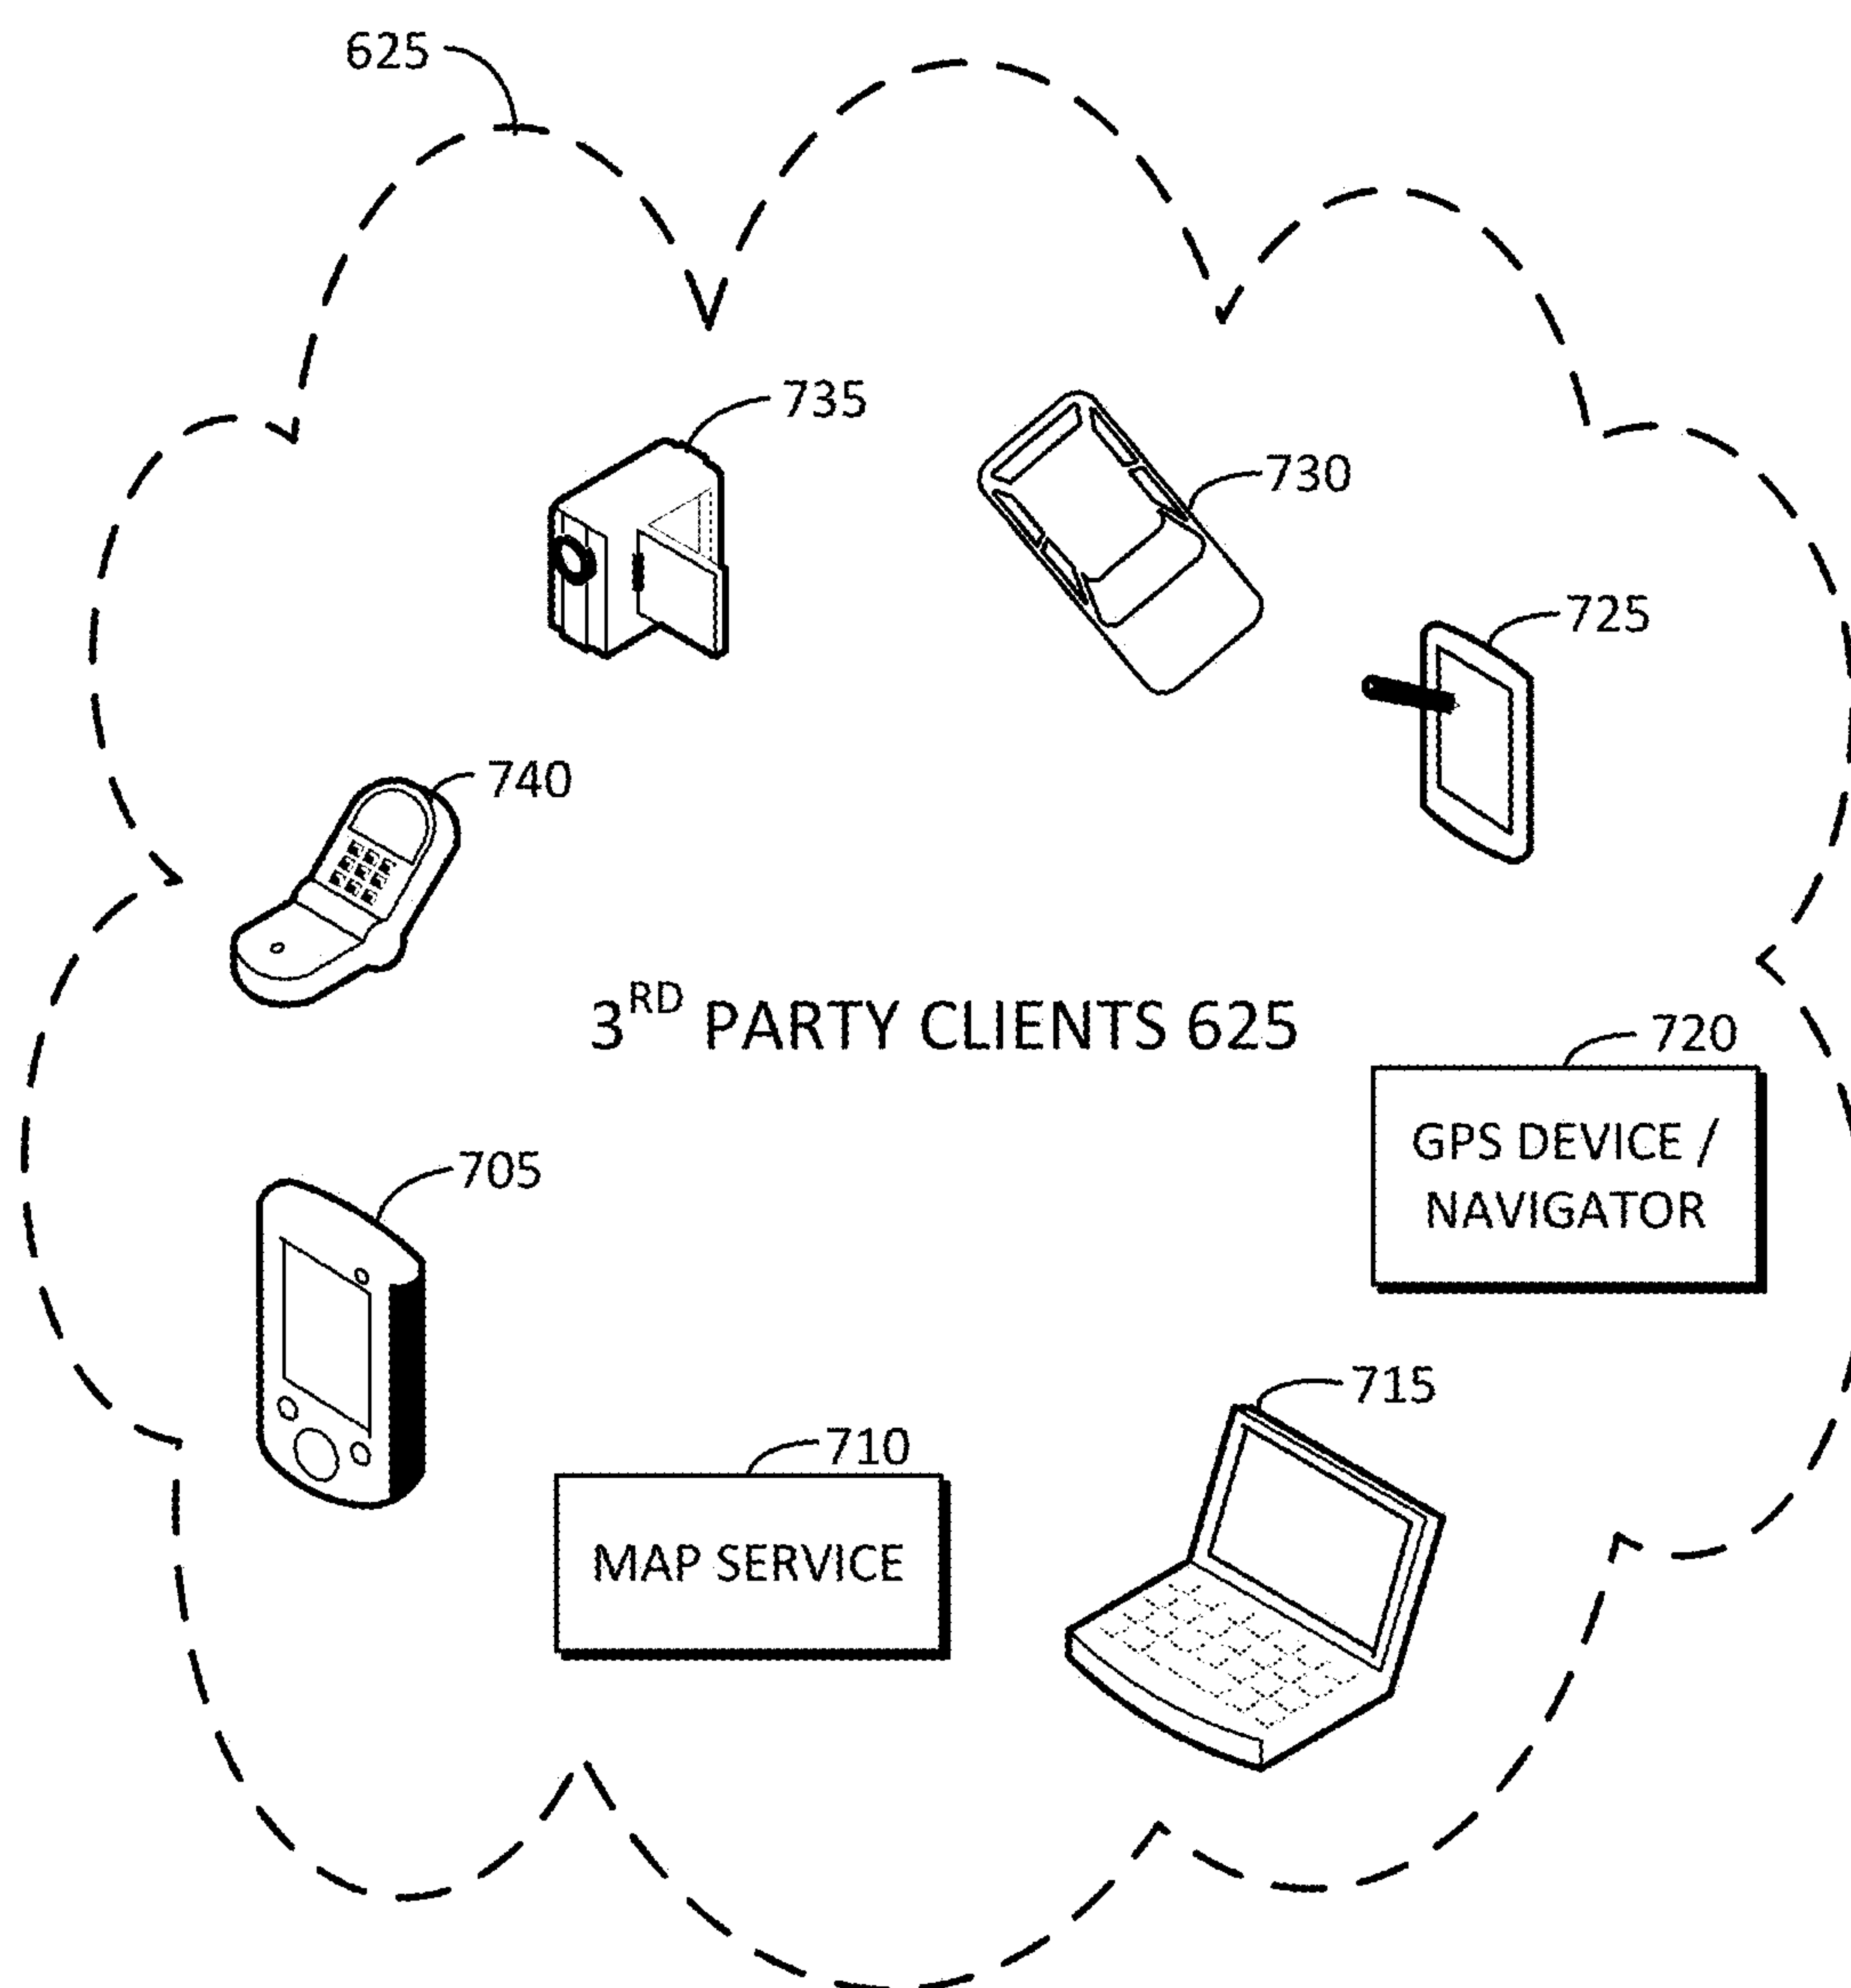 625
735
730
725
740
3RD PARTY CLIENTS 625
720
GPS DEVICE /
NAVIGATOR
705
715
710
MAP SERVICE